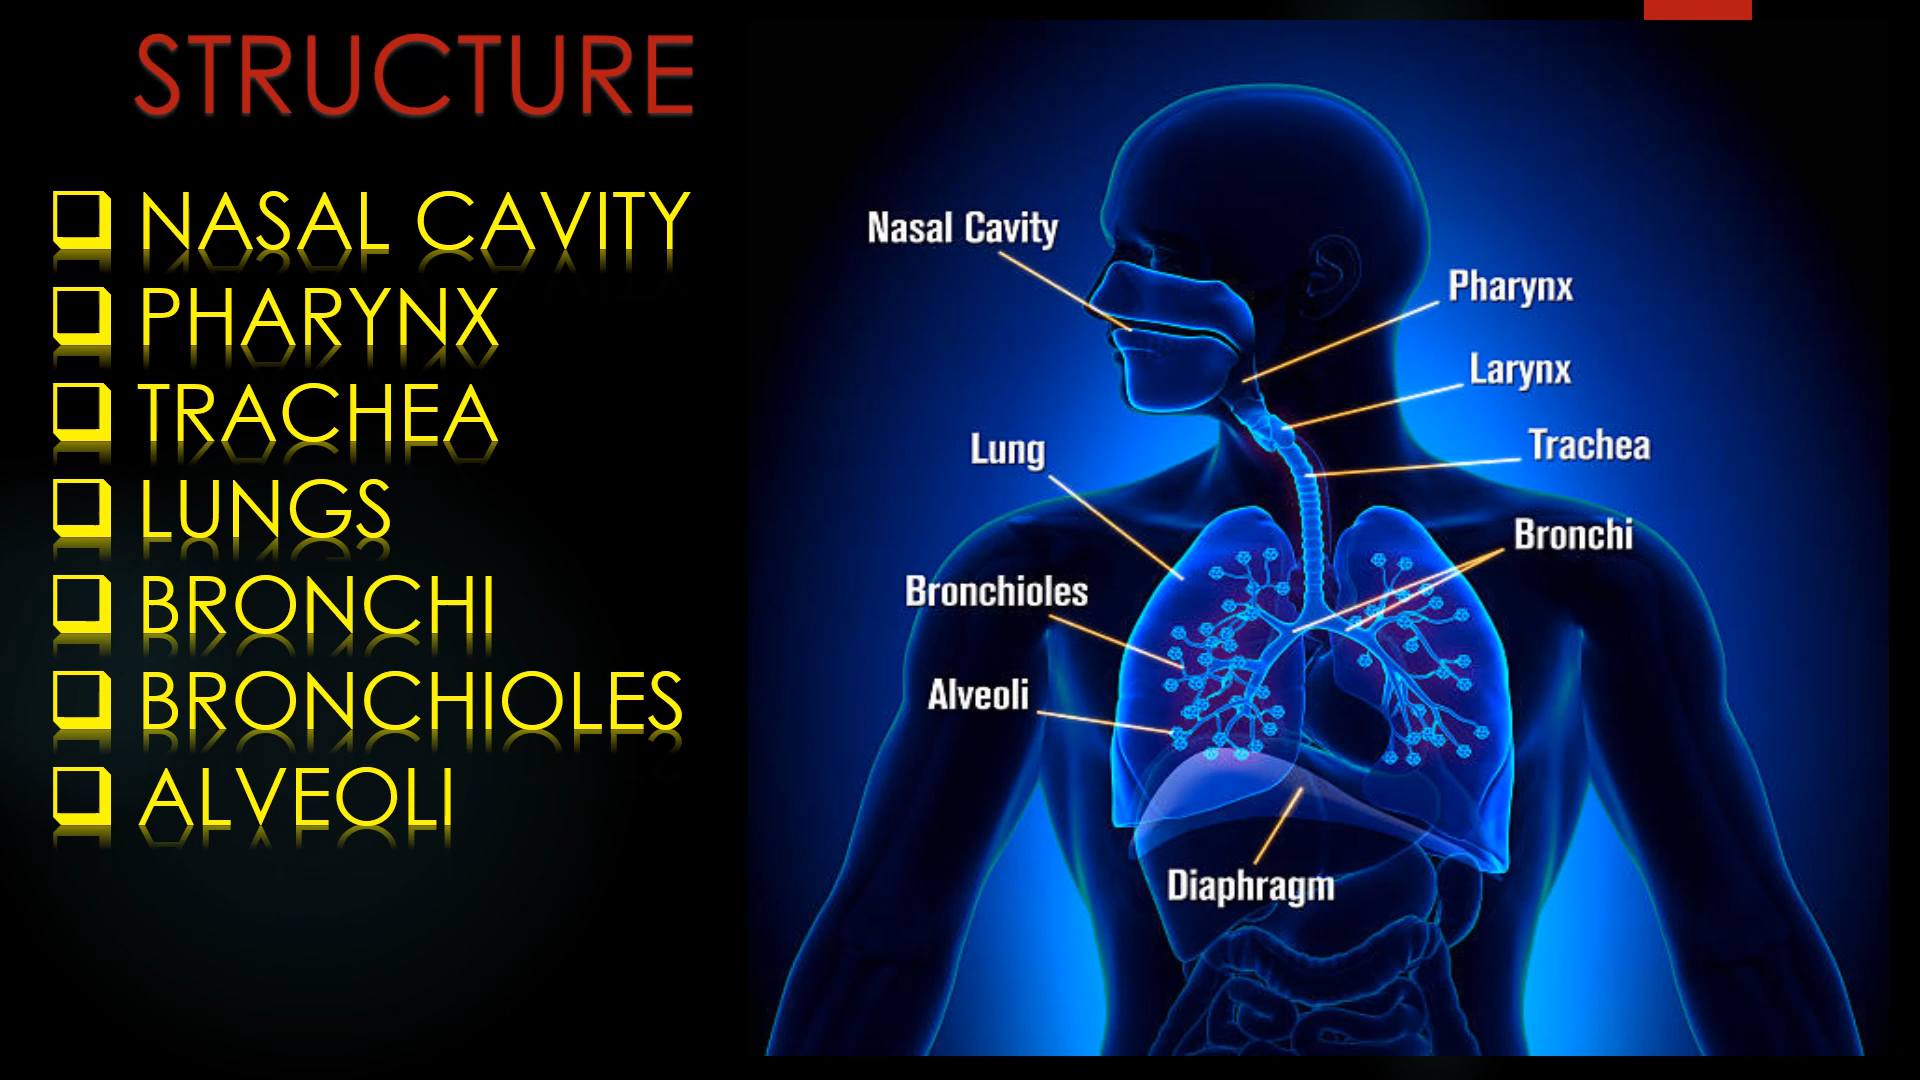 STRUCTURE
NASAL CAVITY
PHARYNX
TRACHEA
LUNGS
BRONCHI
BRONCHIOLES
ALVEOLI
Nasal Cavity
Pharynx
Larynx
Trachea
Lung
Bronchi
Bronchioles
Alveoli
Diaphragm